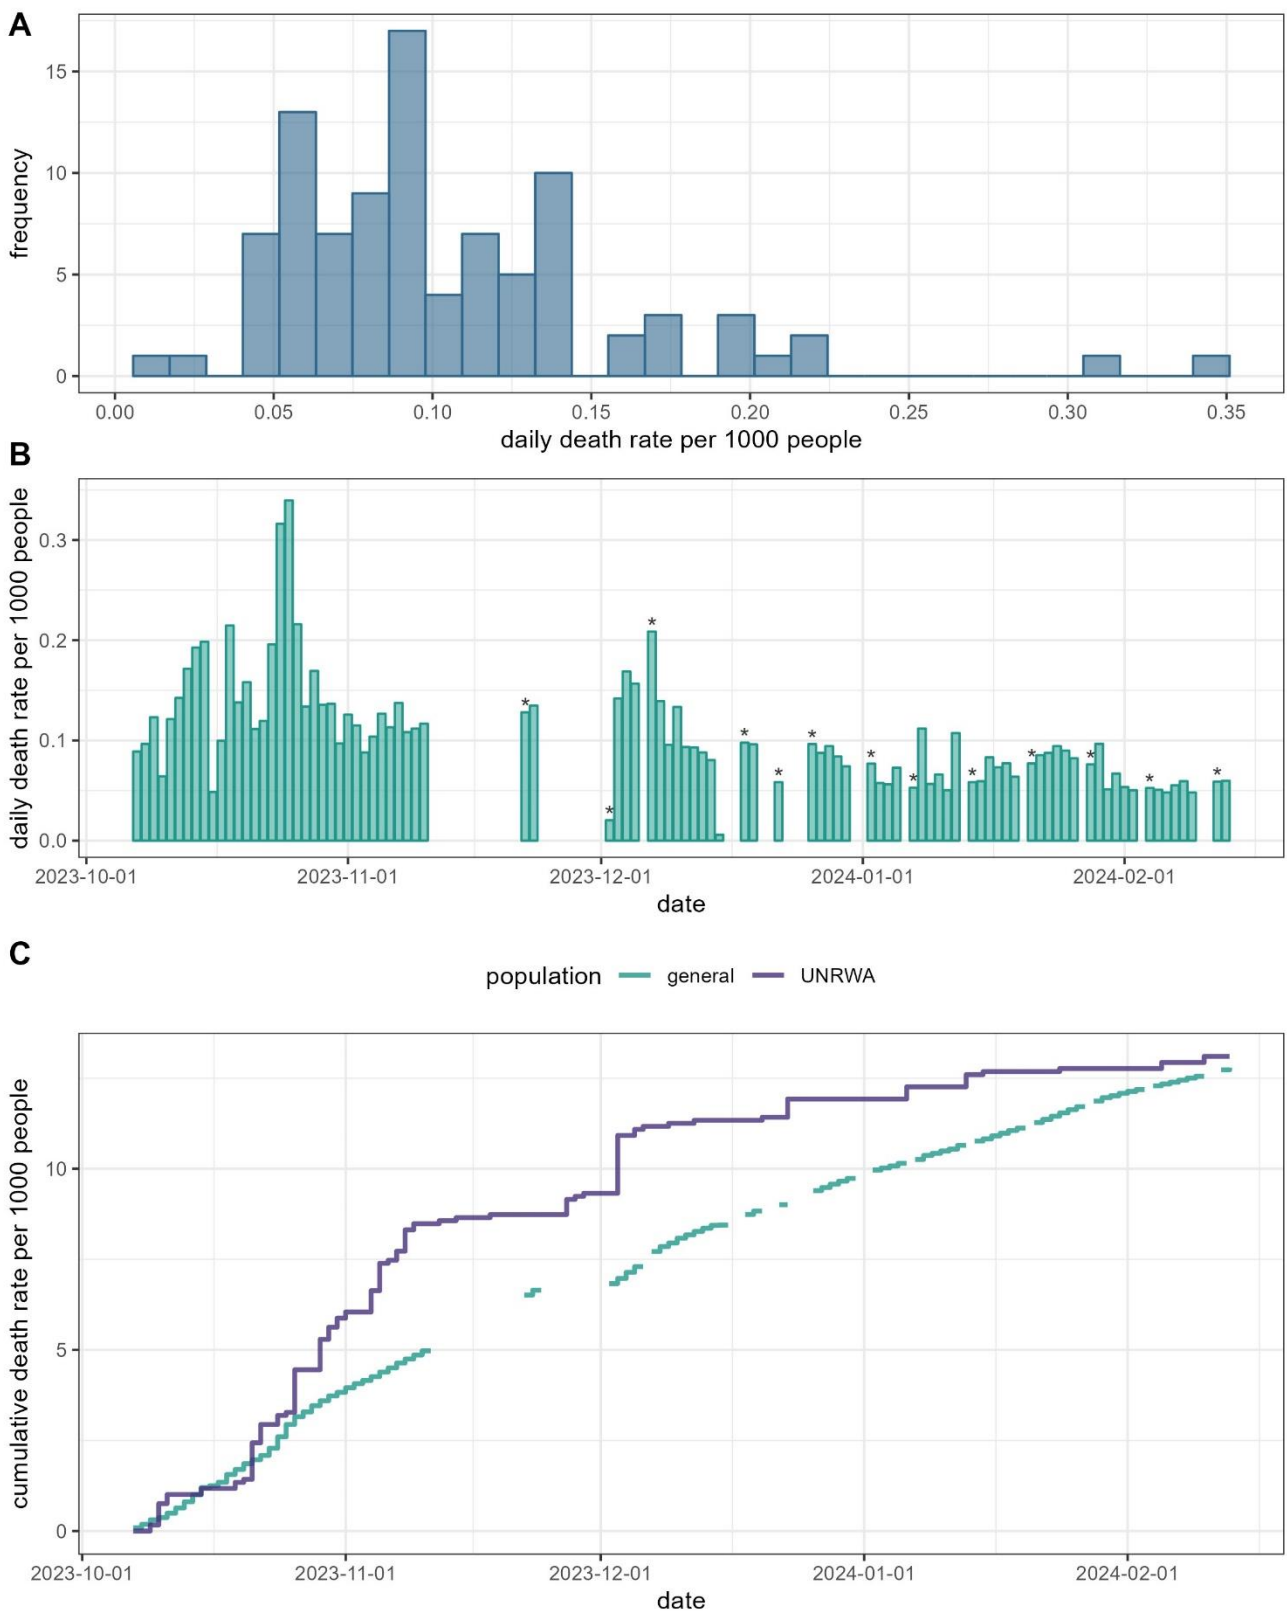 A
frequency
15
10
5
0
0.00 0.05 0.10 0.15 0.20 0.25 0.30 0.35
daily death rate per 1000 people
B
daily death rate per 1000 people
0.3
0.2
0.1
0.0
* * * * * * * * * * * * *
2023-10-01 2023-11-01 2023-12-01 2024-01-01 2024-02-01
date
C
population general UNRWA
cumulative death rate per 1000 people
10
5
0
2023-10-01 2023-11-01 2023-12-01 2024-01-01 2024-02-01
date